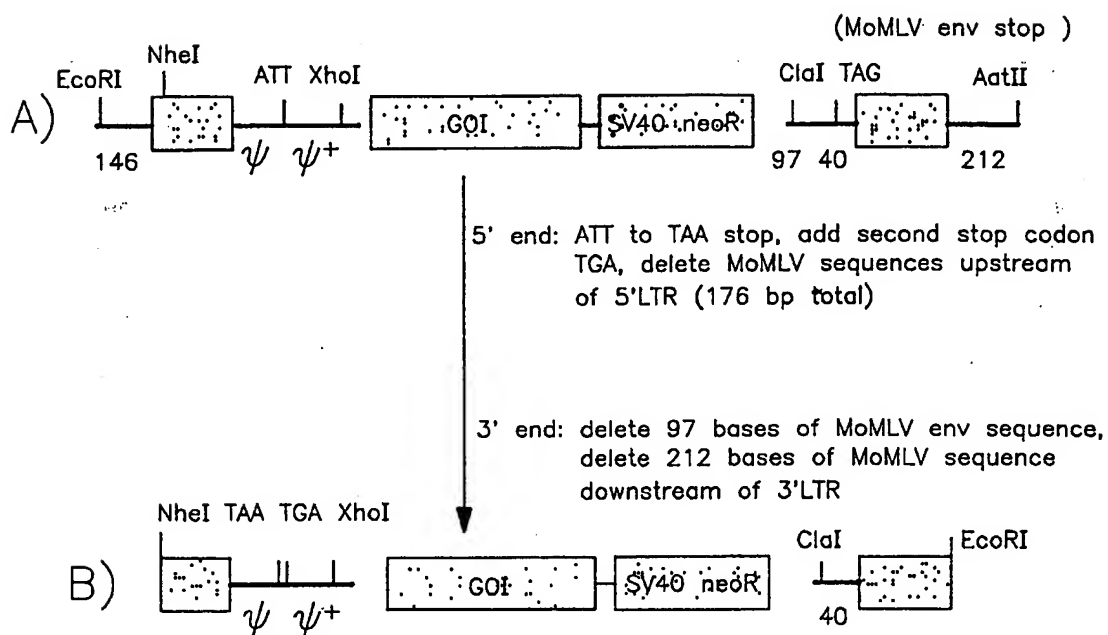 (MoMLV env stop )
NheI
EcoRI ATT XhoI ClaI TAG AatII
A) GOI SV40 neoR
146 ψ ψ+ 97 40 212
5' end: ATT to TAA stop, add second stop codon
TGA, delete MoMLV sequences upstream
of 5'LTR (176 bp total)
3' end: delete 97 bases of MoMLV env sequence,
delete 212 bases of MoMLV sequence
downstream of 3'LTR
NheI TAA TGA XhoI ClaI EcoRI
B) GOI SV40 neoR
ψ ψ+ 40